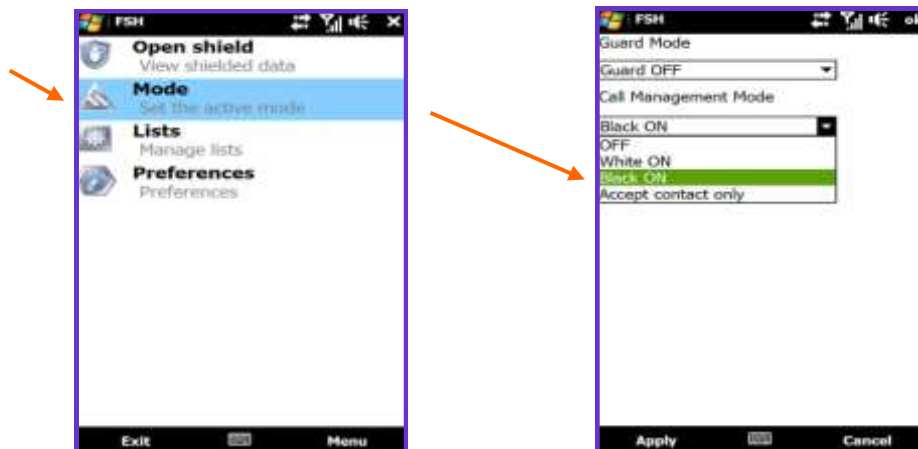 FSH
Open shield
View shielded data
Mode
Set the active mode
Lists
Manage lists
Preferences
Preferences
Exit
Menu
FSH
ok
Guard Mode
Guard OFF
Call Management Mode
Black ON
OFF
White ON
Black ON
Accept contact only
Apply
Cancel